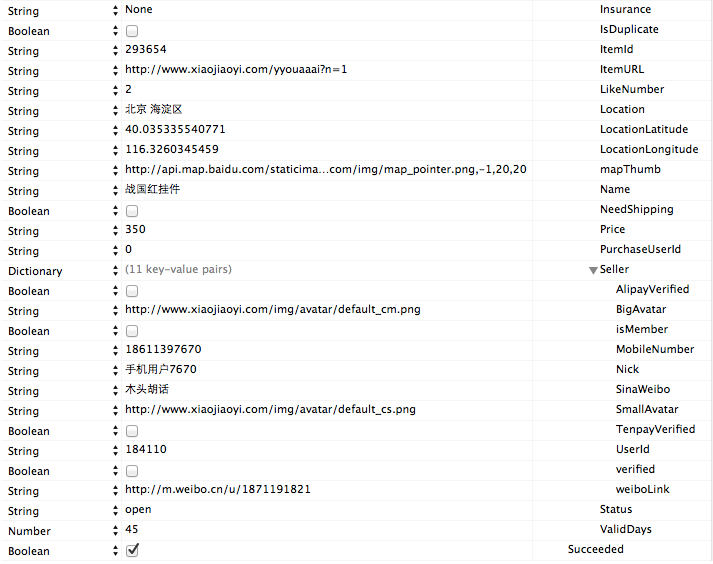 String None Insurance
Boolean IsDuplicate
String 293654 ItemId
String http://www.xiaojiaoyi.com/yyouaaai?n=1 ItemURL
String 2 LikeNumber
String 北京 海淀区 Location
String 40.035335540771 LocationLatitude
String 116.3260345459 LocationLongitude
String http://api.map.baidu.com/staticima...com/img/map_pointer.png,-1,20,20 mapThumb
String 战国红挂件 Name
Boolean NeedShipping
String 350 Price
String 0 PurchaseUserId
Dictionary (11 key-value pairs) Seller
Boolean AlipayVerified
String http://www.xiaojiaoyi.com/img/avatar/default_cm.png BigAvatar
Boolean isMember
String 18611397670 MobileNumber
String 手机用户7670 Nick
String 木头胡话 SinaWeibo
String http://www.xiaojiaoyi.com/img/avatar/default_cs.png SmallAvatar
Boolean TenpayVerified
String 184110 UserId
Boolean verified
String http://m.weibo.cn/u/1871191821 weiboLink
String open Status
Number 45 ValidDays
Boolean Succeeded